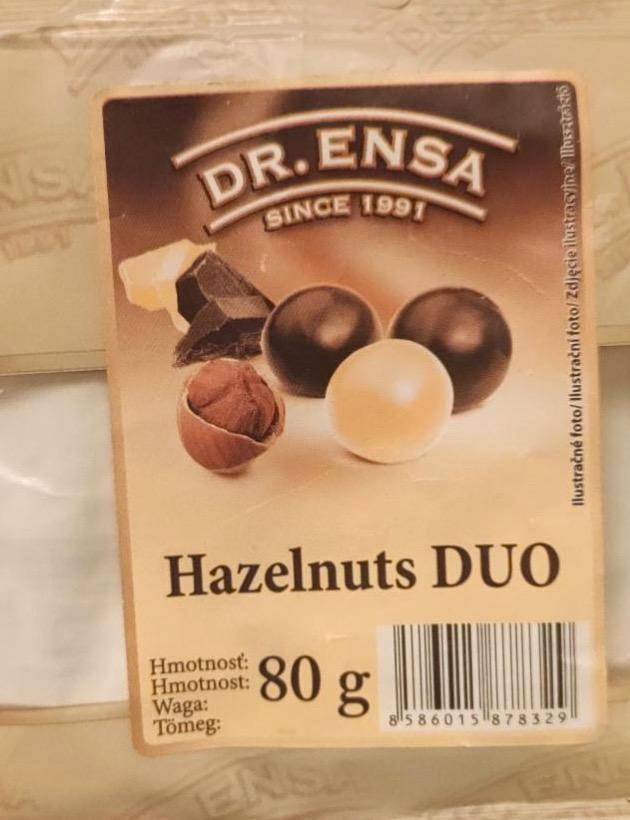 DR. ENSA
SINCE 1991
Ilustračné foto/ Ilustrační foto/ Zdjęcie ilustracyjne/ Illusztráció
Hazelnuts DUO
Hmotnosť:
Hmotnost:
Waga:
Tömeg:
80 g
8 586015 878329
ENSA